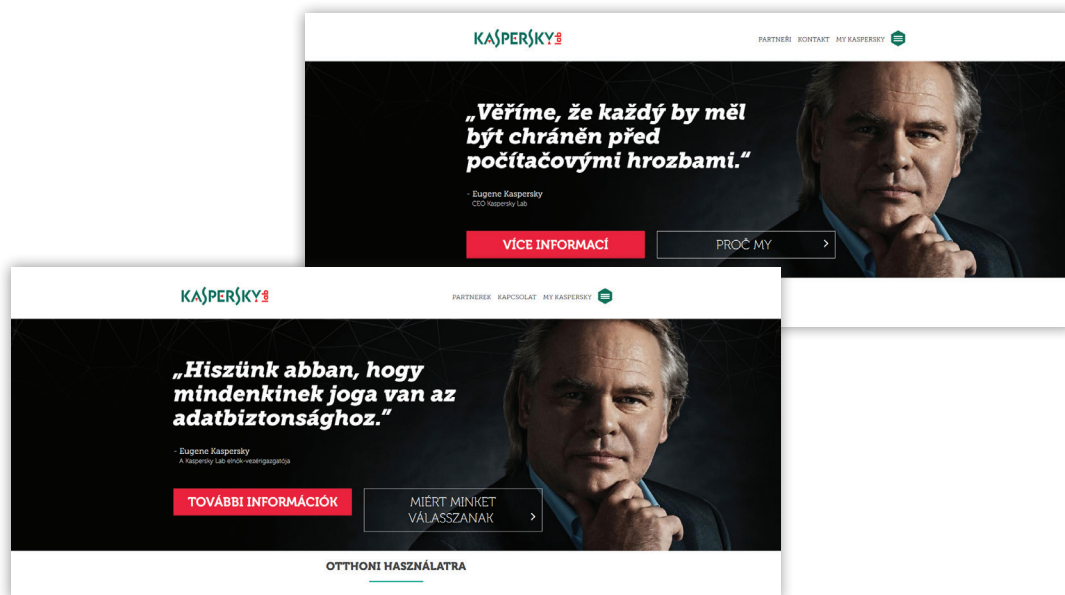 KASPERSKY lab
PARTNEŘI KONTAKT MY KASPERSKY
„Věříme, že každý by měl
být chráněn před
počítačovými hrozbami.“
- Eugene Kaspersky
CEO Kaspersky Lab
VÍCE INFORMACÍ
PROČ MY
KASPERSKY lab
PARTNEREK KAPCSOLAT MY KASPERSKY
„Hiszünk abban, hogy
mindenkinek joga van az
adatbiztonsághoz.”
- Eugene Kaspersky
A Kaspersky Lab elnök-vezérigazgatója
TOVÁBBI INFORMÁCIÓK
MIÉRT MINKET
VÁLASSZANAK
OTTHONI HASZNÁLATRA